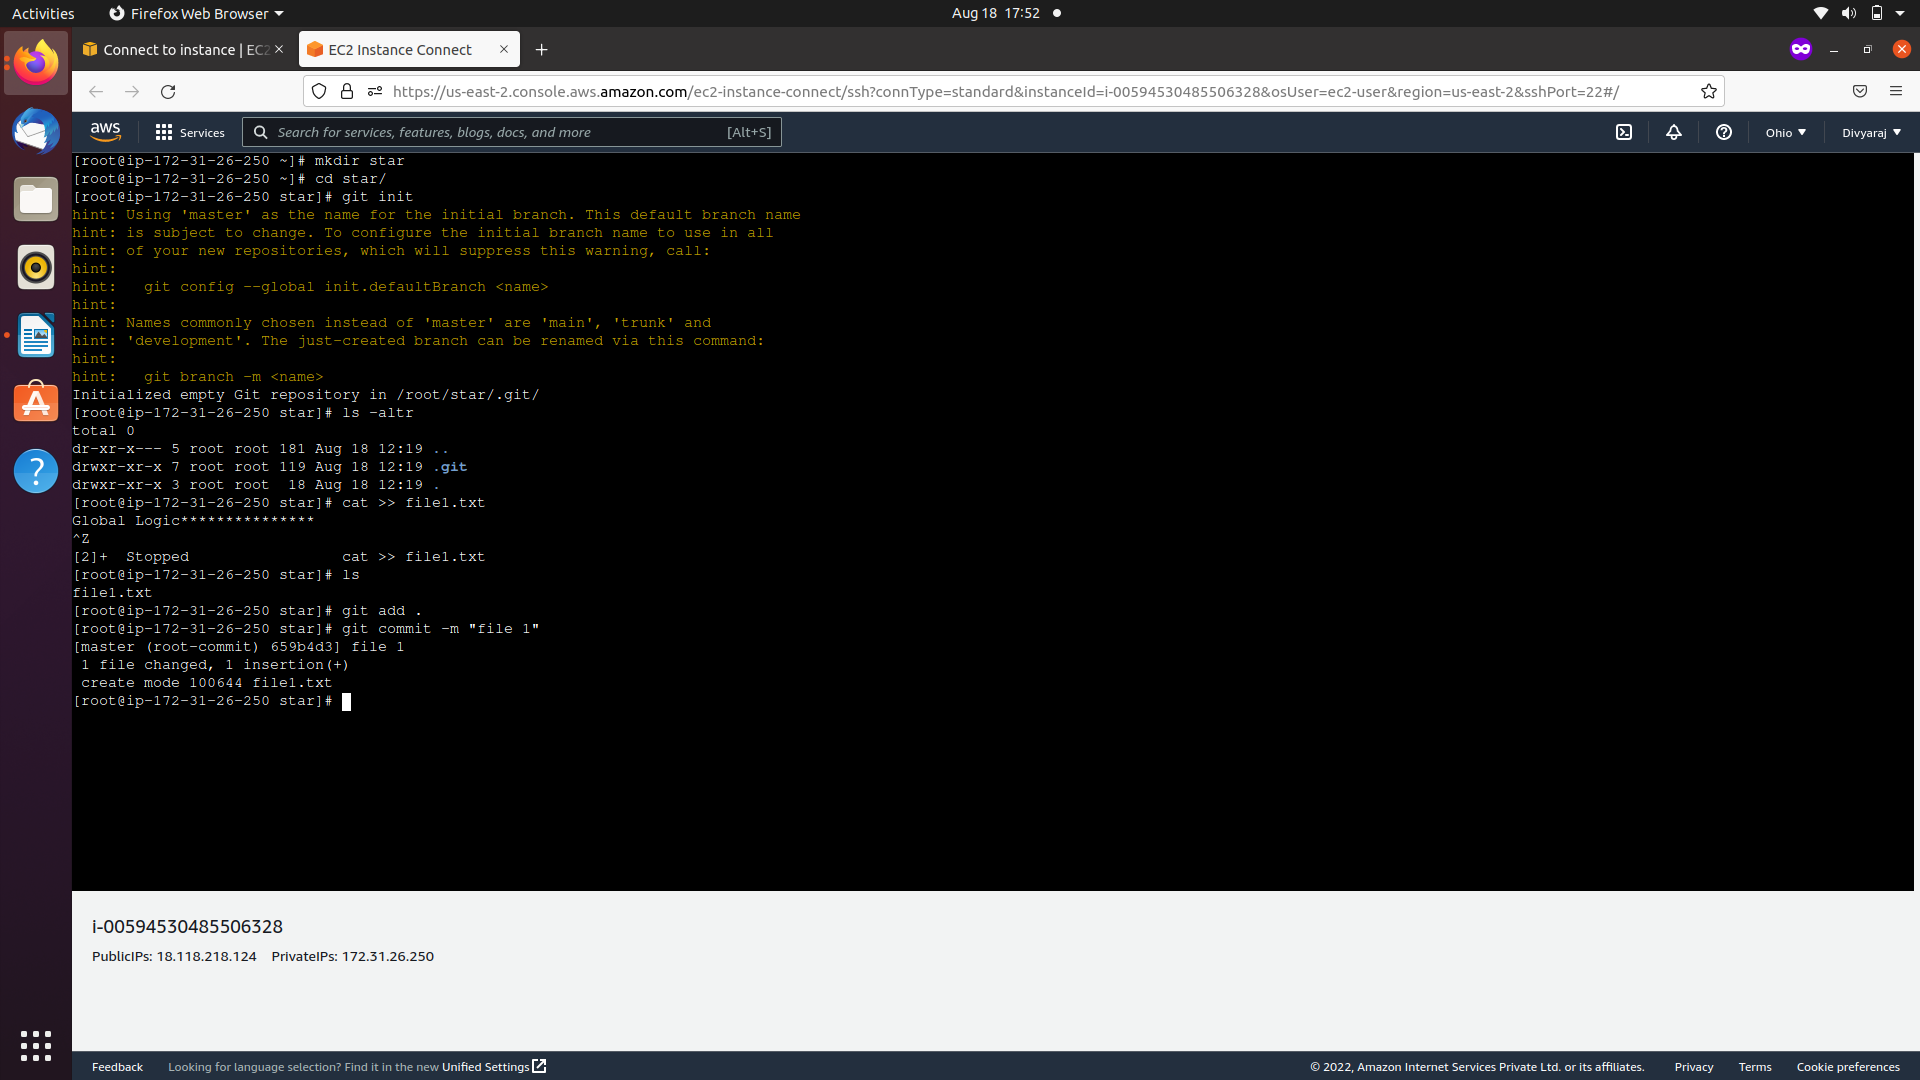 Activities
Firefox Web Browser
Aug 18 17:52
Connect to instance | EC2
EC2 Instance Connect
https://us-east-2.console.aws.amazon.com/ec2-instance-connect/ssh?connType=standard&instanceId=i-00594530485506328&osUser=ec2-user&region=us-east-2&sshPort=22#/
aws
Services
Search for services, features, blogs, docs, and more
[Alt+S]
Ohio
Divyaraj
[root@ip-172-31-26-250 ~]# mkdir star
[root@ip-172-31-26-250 ~]# cd star/
[root@ip-172-31-26-250 star]# git init
hint: Using 'master' as the name for the initial branch. This default branch name
hint: is subject to change. To configure the initial branch name to use in all
hint: of your new repositories, which will suppress this warning, call:
hint:
hint:   git config --global init.defaultBranch <name>
hint:
hint: Names commonly chosen instead of 'master' are 'main', 'trunk' and
hint: 'development'. The just-created branch can be renamed via this command:
hint:
hint:   git branch -m <name>
Initialized empty Git repository in /root/star/.git/
[root@ip-172-31-26-250 star]# ls -altr
total 0
dr-xr-x--- 5 root root 181 Aug 18 12:19 ..
drwxr-xr-x 7 root root 119 Aug 18 12:19 .git
drwxr-xr-x 3 root root  18 Aug 18 12:19 .
[root@ip-172-31-26-250 star]# cat >> file1.txt
Global Logic***************
^Z
[2]+  Stopped                 cat >> file1.txt
[root@ip-172-31-26-250 star]# ls
file1.txt
[root@ip-172-31-26-250 star]# git add .
[root@ip-172-31-26-250 star]# git commit -m "file 1"
[master (root-commit) 659b4d3] file 1
 1 file changed, 1 insertion(+)
 create mode 100644 file1.txt
[root@ip-172-31-26-250 star]#
i-00594530485506328
PublicIPs: 18.118.218.124 PrivateIPs: 172.31.26.250
Feedback
Looking for language selection? Find it in the new Unified Settings
© 2022, Amazon Internet Services Private Ltd. or its affiliates.
Privacy
Terms
Cookie preferences